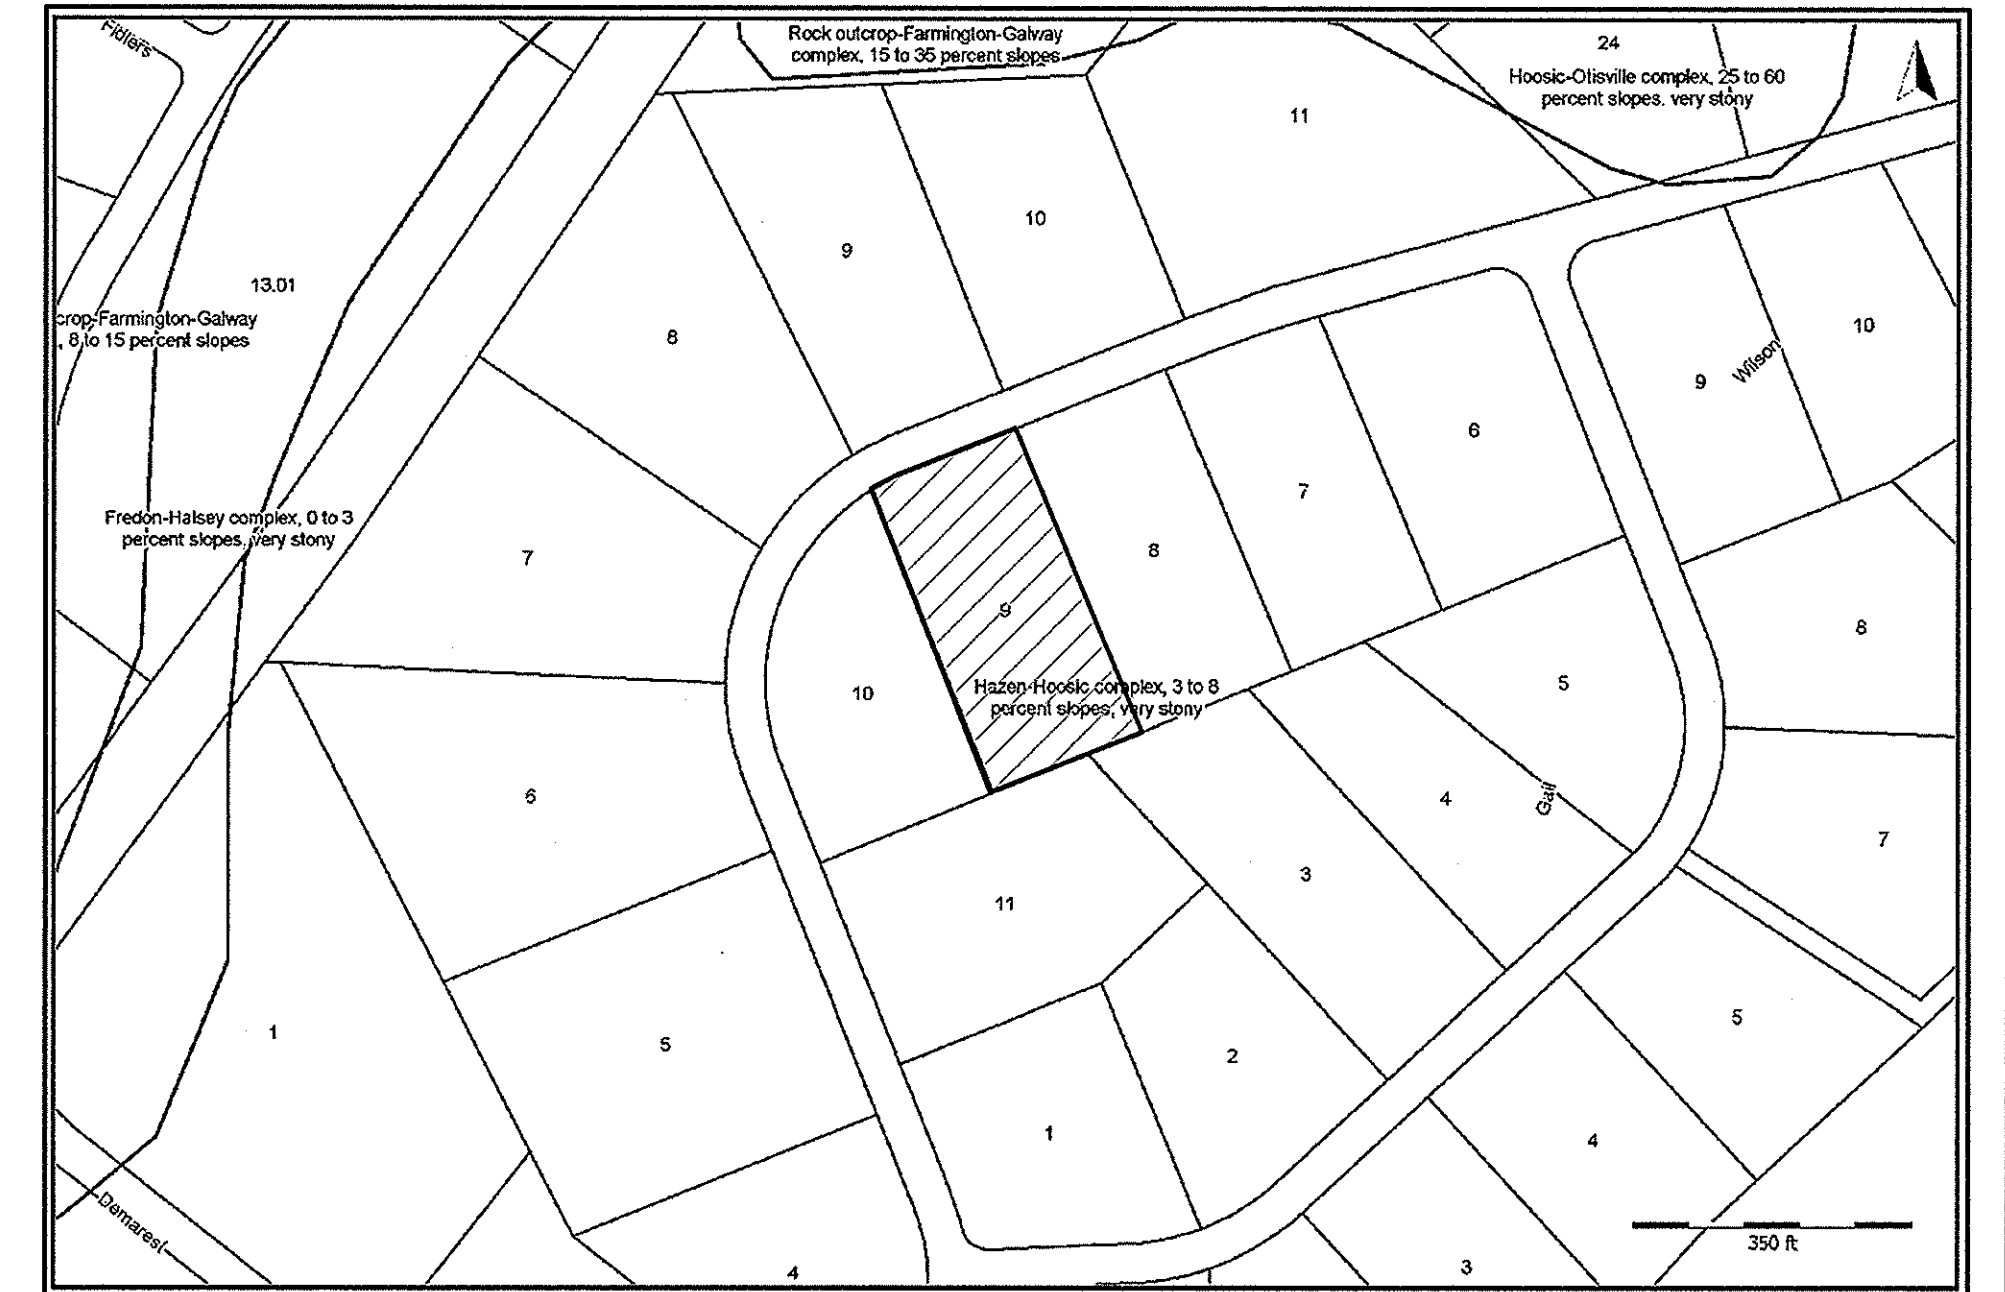 Fidlers
Rock outcrop-Farmington-Galway
complex, 15 to 35 percent slopes
24
Hoosic-Otisville complex, 25 to 60
percent slopes, very stony
11
10
9
13.01
crop-Farmington-Galway
, 8 to 15 percent slopes
8
10
Wilson
9
6
7
Fredon-Halsey complex, 0 to 3
percent slopes, very stony
7
8
9
8
10
Hazen-Hoosic complex, 3 to 8
percent slopes, very stony
5
6
4
Gail
7
3
11
1
5
5
2
1
4
Demarest
350 ft
4
3